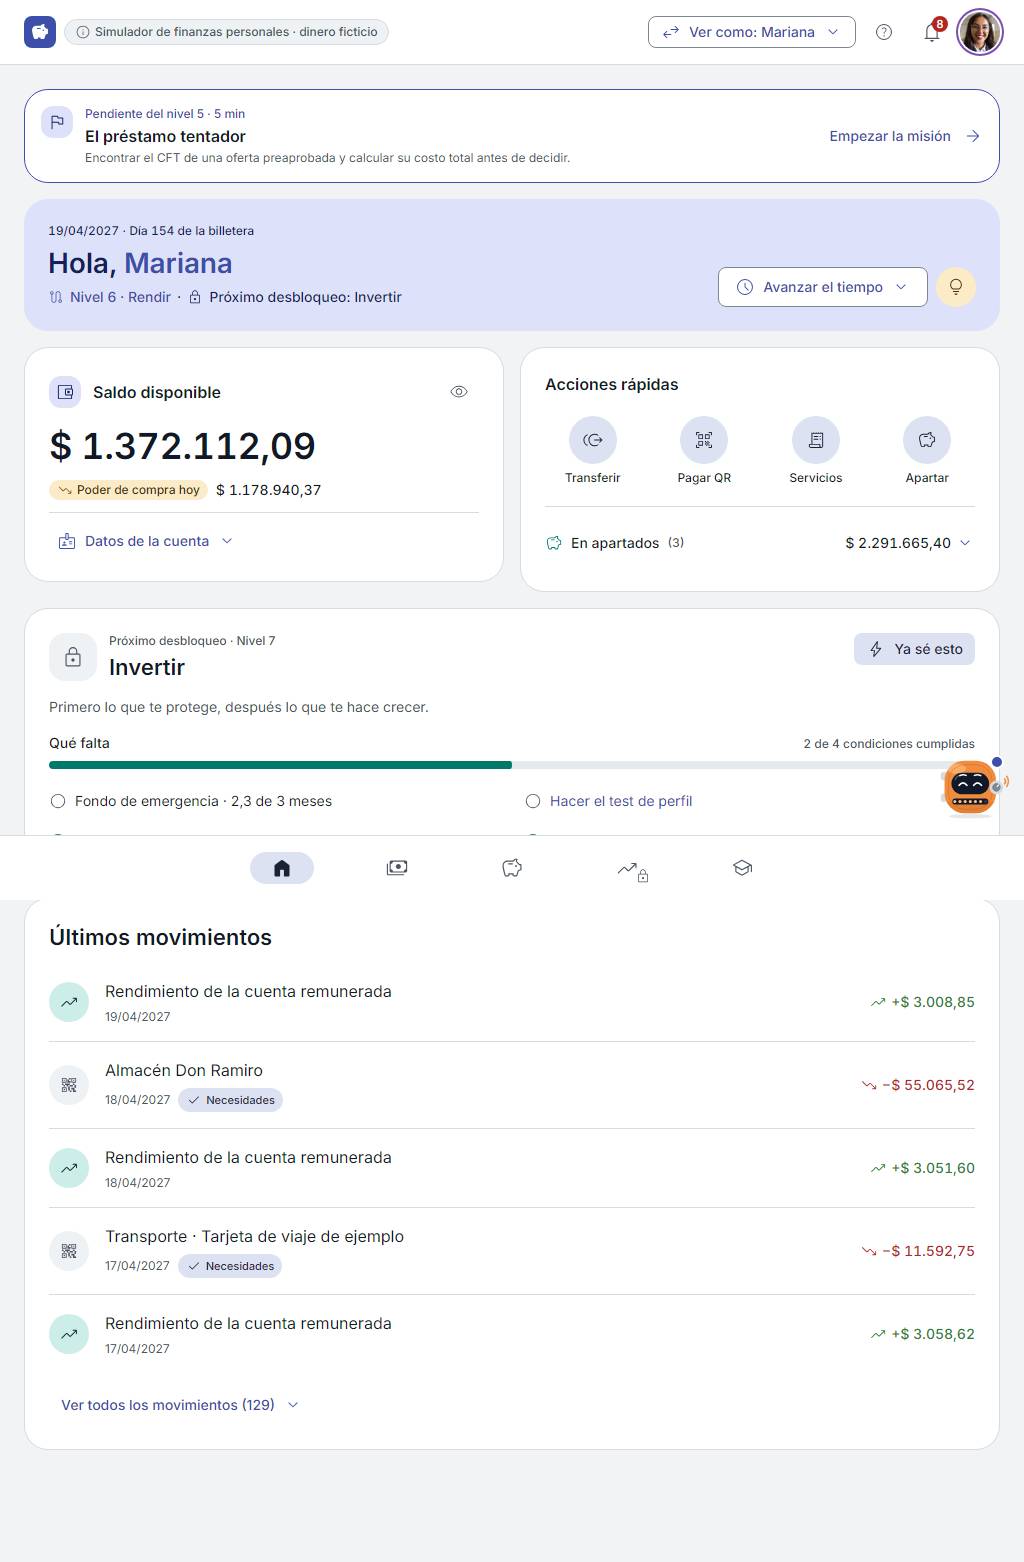 Simulador de finanzas personales · dinero ficticio
Ver como: Mariana
8
Pendiente del nivel 5 · 5 min
El préstamo tentador
Encontrar el CFT de una oferta preaprobada y calcular su costo total antes de decidir.
Empezar la misión
19/04/2027 · Día 154 de la billetera
Hola, Mariana
Nivel 6 · Rendir · Próximo desbloqueo: Invertir
Avanzar el tiempo
Saldo disponible
$ 1.372.112,09
Poder de compra hoy $ 1.178.940,37
Datos de la cuenta
Acciones rápidas
Transferir
Pagar QR
Servicios
Apartar
En apartados (3)
$ 2.291.665,40
Próximo desbloqueo · Nivel 7
Invertir
Ya sé esto
Primero lo que te protege, después lo que te hace crecer.
Qué falta
2 de 4 condiciones cumplidas
Fondo de emergencia · 2,3 de 3 meses
Hacer el test de perfil
Últimos movimientos
Rendimiento de la cuenta remunerada
19/04/2027
+$ 3.008,85
Almacén Don Ramiro
18/04/2027 Necesidades
−$ 55.065,52
Rendimiento de la cuenta remunerada
18/04/2027
+$ 3.051,60
Transporte · Tarjeta de viaje de ejemplo
17/04/2027 Necesidades
−$ 11.592,75
Rendimiento de la cuenta remunerada
17/04/2027
+$ 3.058,62
Ver todos los movimientos (129)